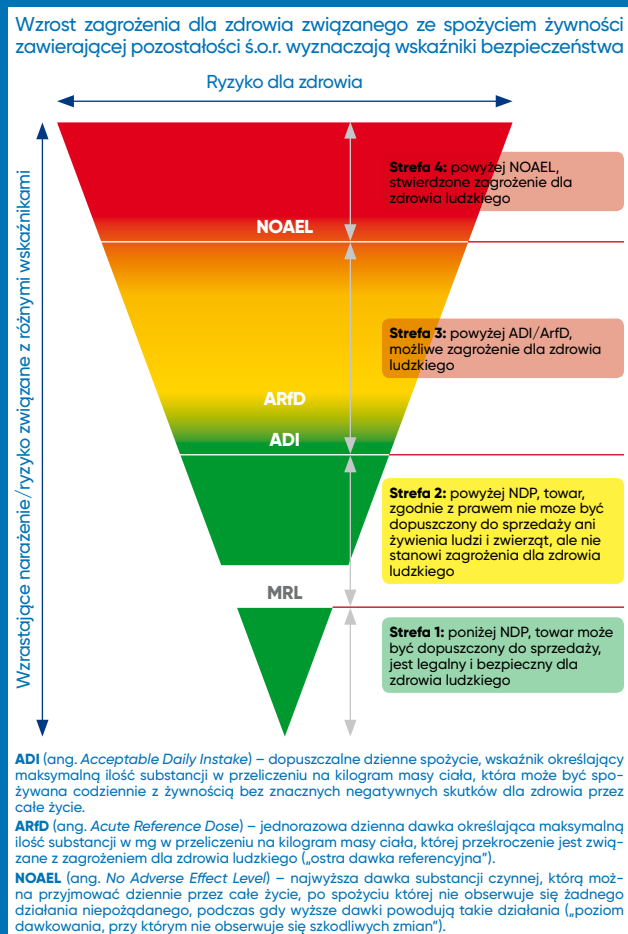 Wzrost zagrożenia dla zdrowia związanego ze spożyciem żywności
zawierającej pozostałości ś.o.r. wyznaczają wskaźniki bezpieczeństwa
Ryzyko dla zdrowia
Wzrastające narażenie/ryzyko związane z różnymi wskaźnikami
Strefa 4: powyżej NOAEL,
stwierdzone zagrożenie dla
zdrowia ludzkiego
NOAEL
Strefa 3: powyżej ADI/ArfD,
możliwe zagrożenie dla zdrowia
ludzkiego
ARfD
ADI
Strefa 2: powyżej NDP, towar,
zgodnie z prawem nie moze być
dopuszczony do sprzedaży ani
żywienia ludzi i zwierząt, ale nie
stanowi zagrożenia dla zdrowia
ludzkiego
MRL
Strefa 1: poniżej NDP, towar może
być dopuszczony do sprzedaży,
jest legalny i bezpieczny dla
zdrowia ludzkiego
ADI (ang. Acceptable Daily Instake) – dopuszczalne dzienne spożycie, wskaźnik określający
maksymalną ilość substancji w przeliczeniu na kilogram masy ciała, która może być spo-
żywana codziennie z żywnością bez znacznych negatywnych skutków dla zdrowia przez
całe życie.
ARfD (ang. Acute Reference Dose) – jednorazowa dzienna dawka określająca maksymalną
ilość substancji w mg w przeliczeniu na kilogram masy ciała, której przekroczenie jest zwią-
zane z zagrożeniem dla zdrowia ludzkiego („ostra dawka referencyjna”).
NOAEL (ang. No Adverse Effect Level) – najwyższa dawka substancji czynnej, którą moż-
na przyjmować dziennie przez całe życie, po spożyciu której nie obserwuje się żadnego
działania niepożądanego, podczas gdy wyższe dawki powodują takie działania („poziom
dawkowania, przy którym nie obserwuje się szkodliwych zmian”).